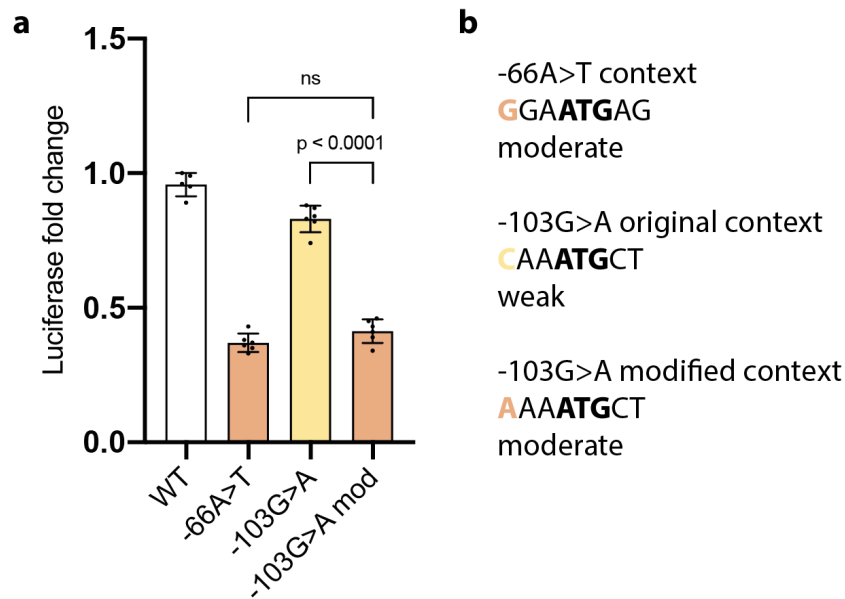 a
b
Luciferase fold change
1.5
1.0
0.5
0.0
ns
p < 0.0001
WT
-66A>T
-103G>A
-103G>A mod
-66A>T context
GGAATGAG
moderate
-103G>A original context
CAAATGCT
weak
-103G>A modified context
AAAATGCT
moderate